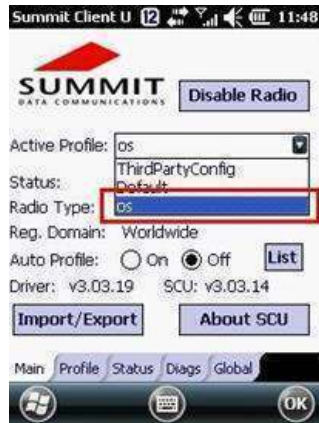 Summit Client U 12 11:48
SUMMIT
DATA COMMUNICATIONS
Disable Radio
Active Profile: os
ThirdPartyConfig
Status: Default
Radio Type: os
Reg. Domain: Worldwide
Auto Profile: On Off List
Driver: v3.03.19 SCU: v3.03.14
Import/Export About SCU
Main Profile Status Diags Global
OK